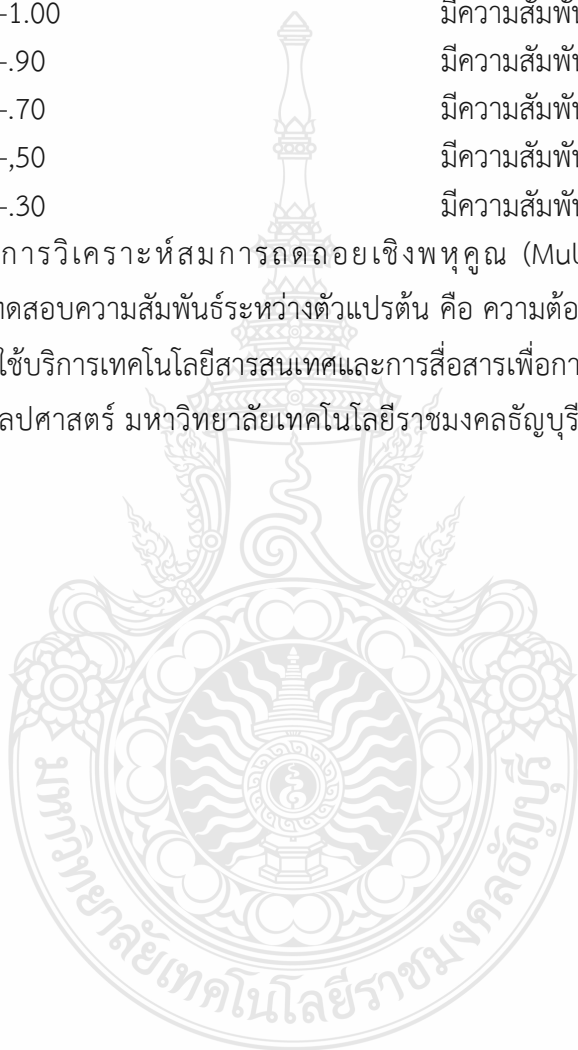 -1.00 มีความสัมพัน
-.90 มีความสัมพัน
-.70 มีความสัมพัน
-,50 มีความสัมพัน
-.30 มีความสัมพัน
การวิเคราะห์สมการถดถอยเชิงพหุคูณ (Mul
ทดสอบความสัมพันธ์ระหว่างตัวแปรต้น คือ ความต้อ
ใช้บริการเทคโนโลยีสารสนเทศและการสื่อสารเพื่อกา
ลปศาสตร์ มหาวิทยาลัยเทคโนโลยีราชมงคลธัญบุรี
มหาวิทยาลัยเทคโนโลยีราชมงคลธัญบุรี